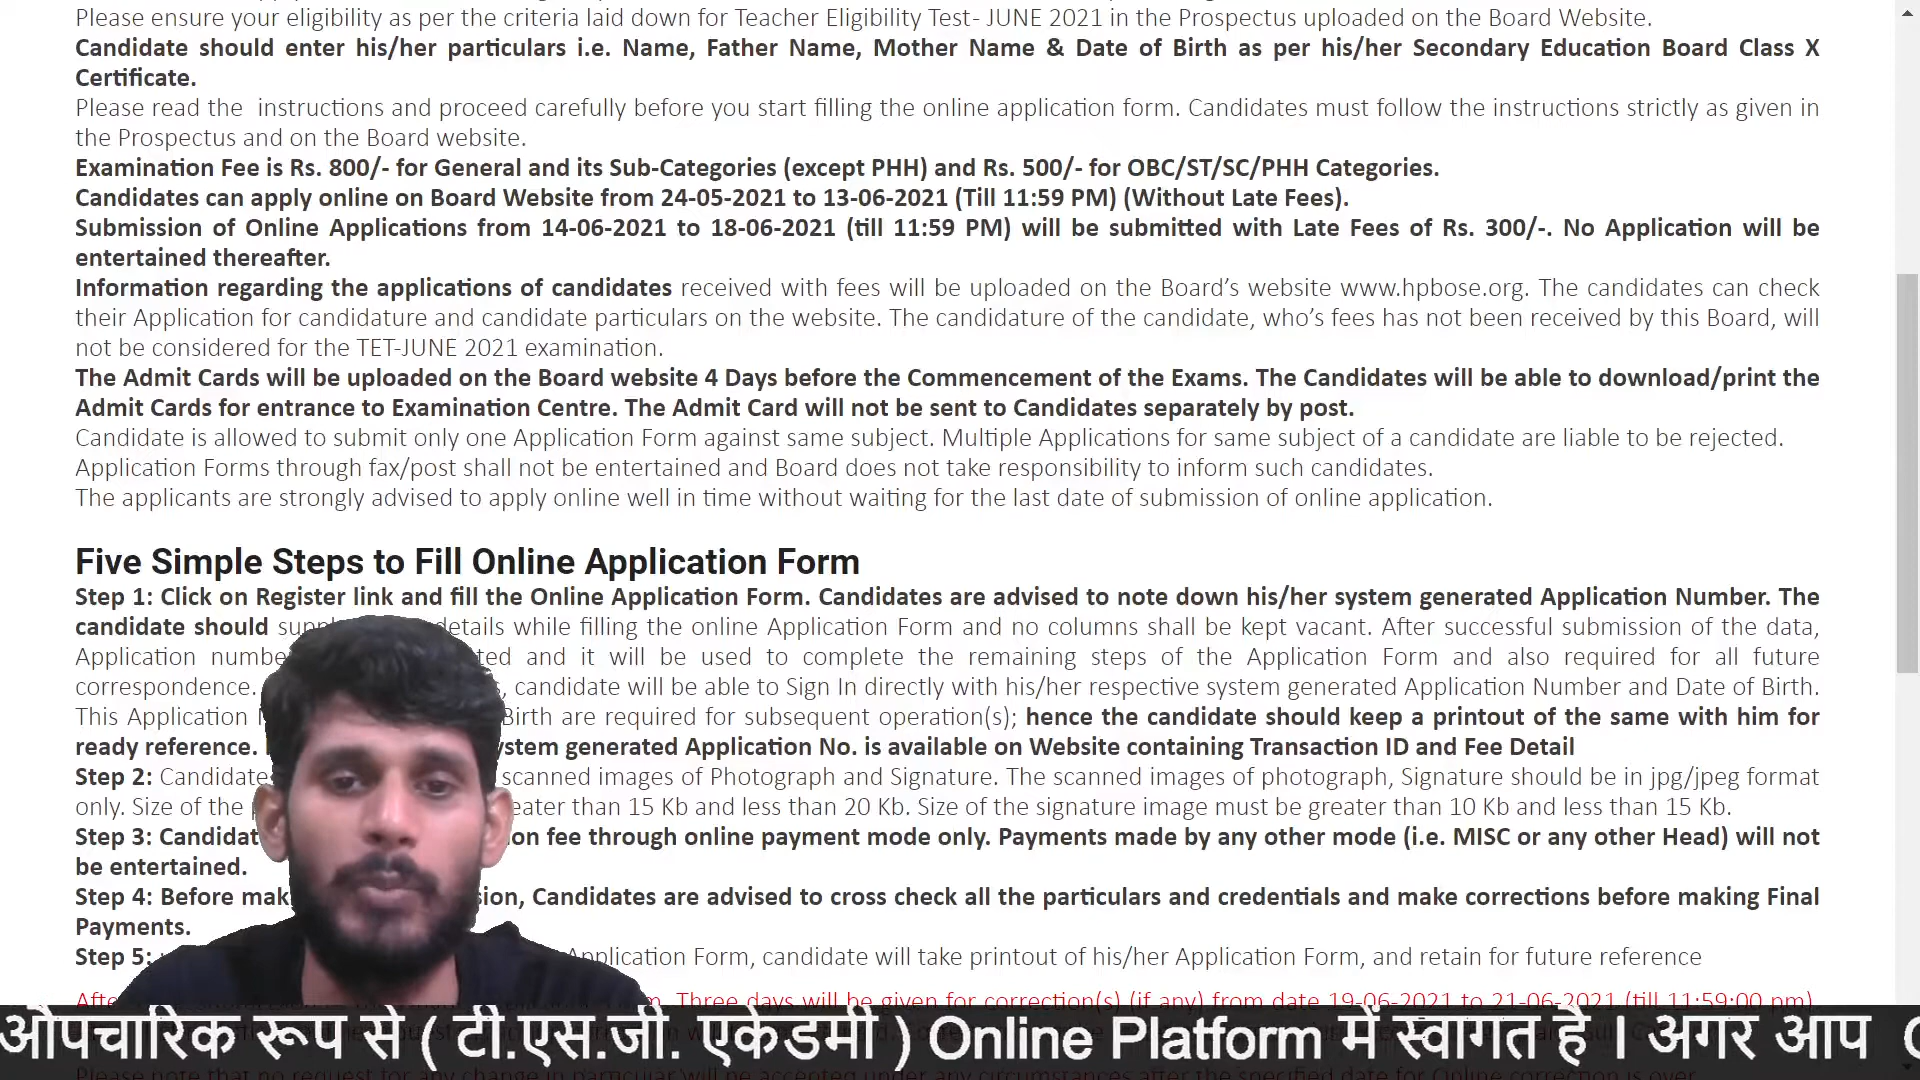 Please ensure your eligibility as per the criteria laid down for Teacher Eligibility Test- JUNE 2021 in the Prospectus uploaded on the Board Website.
Candidate should enter his/her particulars i.e. Name, Father Name, Mother Name & Date of Birth as per his/her Secondary Education Board Class X
Certificate.
Please read the instructions and proceed carefully before you start filling the online application form. Candidates must follow the instructions strictly as given in
the Prospectus and on the Board website.
Examination Fee is Rs. 800/- for General and its Sub-Categories (except PHH) and Rs. 500/- for OBC/ST/SC/PHH Categories.
Candidates can apply online on Board Website from 24-05-2021 to 13-06-2021 (Till 11:59 PM) (Without Late Fees).
Submission of Online Applications from 14-06-2021 to 18-06-2021 (till 11:59 PM) will be submitted with Late Fees of Rs. 300/-. No Application will be
entertained thereafter.
Information regarding the applications of candidates received with fees will be uploaded on the Board's website www.hpbose.org. The candidates can check
their Application for candidature and candidate particulars on the website. The candidature of the candidate, who's fees has not been received by this Board, will
not be considered for the TET-JUNE 2021 examination.
The Admit Cards will be uploaded on the Board website 4 Days before the Commencement of the Exams. The Candidates will be able to download/print the
Admit Cards for entrance to Examination Centre. The Admit Card will not be sent to Candidates separately by post.
Candidate is allowed to submit only one Application Form against same subject. Multiple Applications for same subject of a candidate are liable to be rejected.
Application Forms through fax/post shall not be entertained and Board does not take responsibility to inform such candidates.
The applicants are strongly advised to apply online well in time without waiting for the last date of submission of online application.
Five Simple Steps to Fill Online Application Form
Step 1: Click on Register link and fill the Online Application Form. Candidates are advised to note down his/her system generated Application Number. The
candidate should details while filling the online Application Form and no columns shall be kept vacant. After successful submission of the data,
Application and it will be used to complete the remaining steps of the Application Form and also required for all future
correspondence. candidate will be able to Sign In directly with his/her respective system generated Application Number and Date of Birth.
This Application Birth are required for subsequent operation(s); hence the candidate should keep a printout of the same with him for
ready reference. generated Application No. is available on Website containing Transaction ID and Fee Detail
Step 2: scanned images of Photograph and Signature. The scanned images of photograph, Signature should be in jpg/jpeg format
only. Size of the than 15 Kb and less than 20 Kb. Size of the signature image must be greater than 10 Kb and less than 15 Kb.
Step 3: fee through online payment mode only. Payments made by any other mode (i.e. MISC or any other Head) will not
be entertained.
Step 4: Before Candidates are advised to cross check all the particulars and credentials and make corrections before making Final
Payments.
Step 5: Application Form, candidate will take printout of his/her Application Form, and retain for future reference
Three days will be given for correction(s) (if any) from date 19-06-2021 to 21-06-2021 (till 11:59:00 pm).
औपचारिक रूप से ( टी.एस.जी. एकेडमी ) Online Platform में स्वागत है । अगर आप
Please note that no request for any change in particular will be accepted under any circumstances after the specified date for Online correction is over